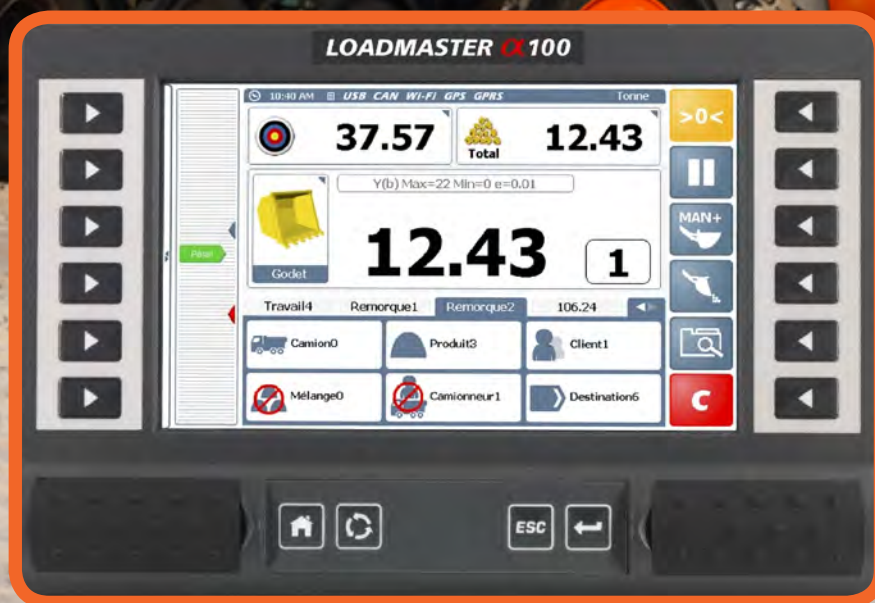 LOADMASTER α100
10:40 AM USB CAN WI-FI GPS GPRS Tonne
37.57
Total
12.43
>0<
Y(b) Max=22 Min=0 e=0.01
Godet
12.43
1
MAN+
Travail4 Remorque1 Remorque2 106.24
Camion0 Produit3 Client1
Mélange0 Camionneur1 Destination6
C
ESC